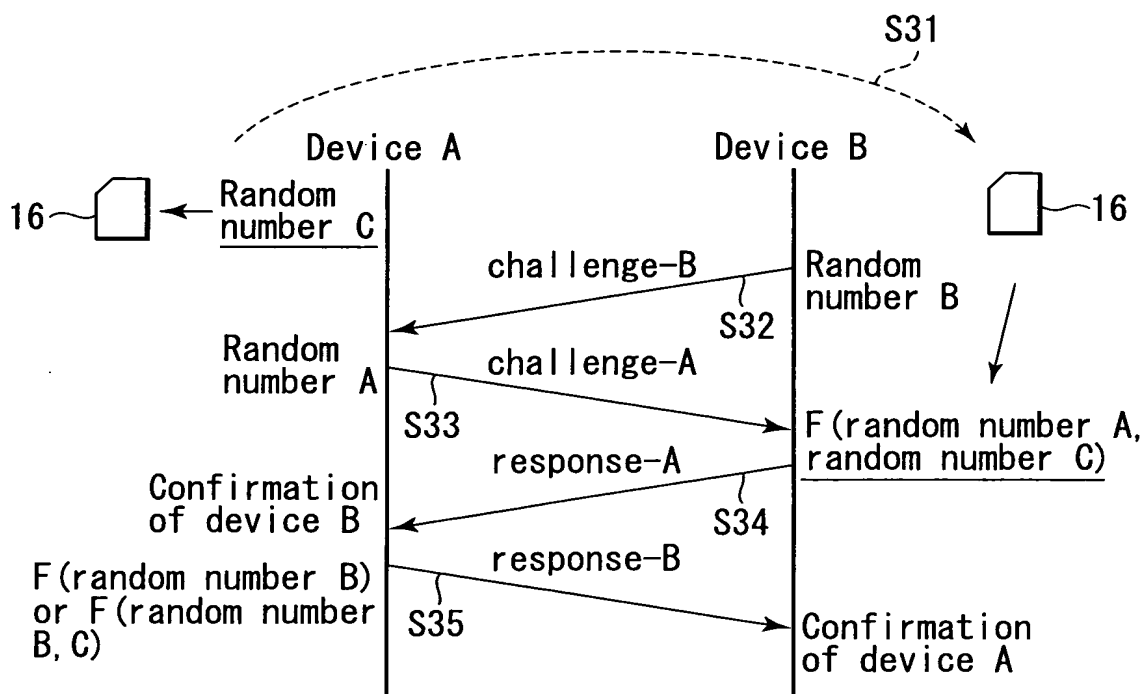 S31
Device A
Device B
16
Random
number C
16
challenge-B
Random
number B
S32
Random
number A
challenge-A
S33
F(random number A,
random number C)
response-A
Confirmation
of device B
S34
response-B
F(random number B)
or F(random number
B,C)
S35
Confirmation
of device A